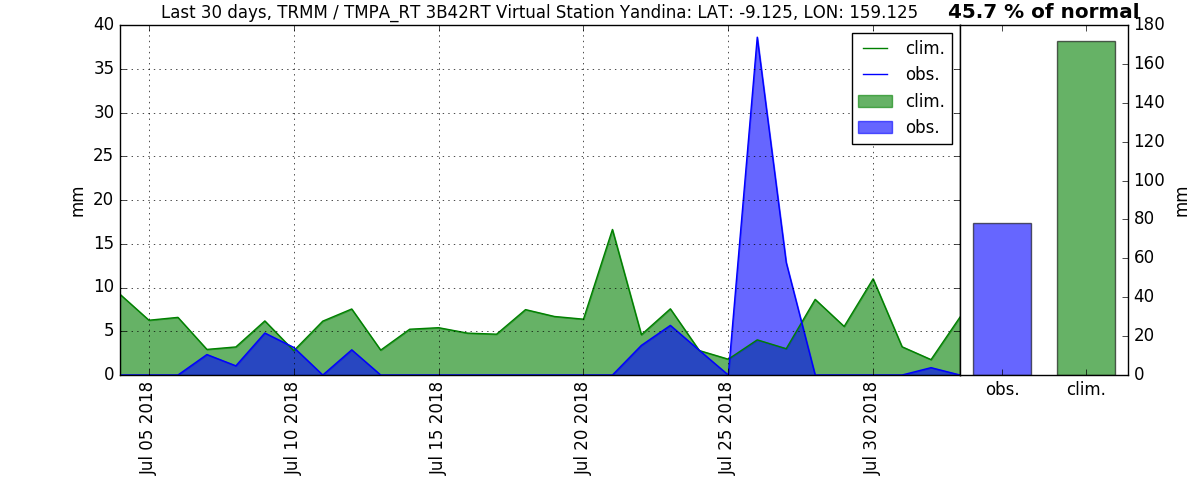 Last 30 days, TRMM / TMPA_RT 3B42RT Virtual Station Yandina: LAT: -9.125, LON: 159.125
45.7 % of normal
40
35
30
25
20
15
10
5
0
mm
clim.
obs.
clim.
obs.
Jul 05 2018
Jul 10 2018
Jul 15 2018
Jul 20 2018
Jul 25 2018
Jul 30 2018
180
160
140
120
100
80
60
40
20
0
mm
obs.
clim.